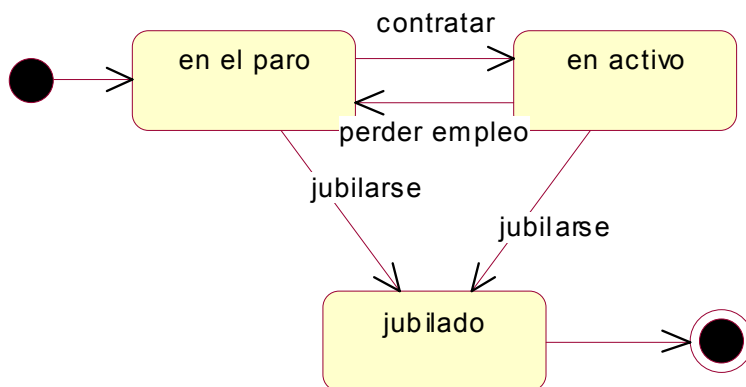 contratar
en el paro
en activo
perder empleo
jubilarse
jubilarse
jubilado